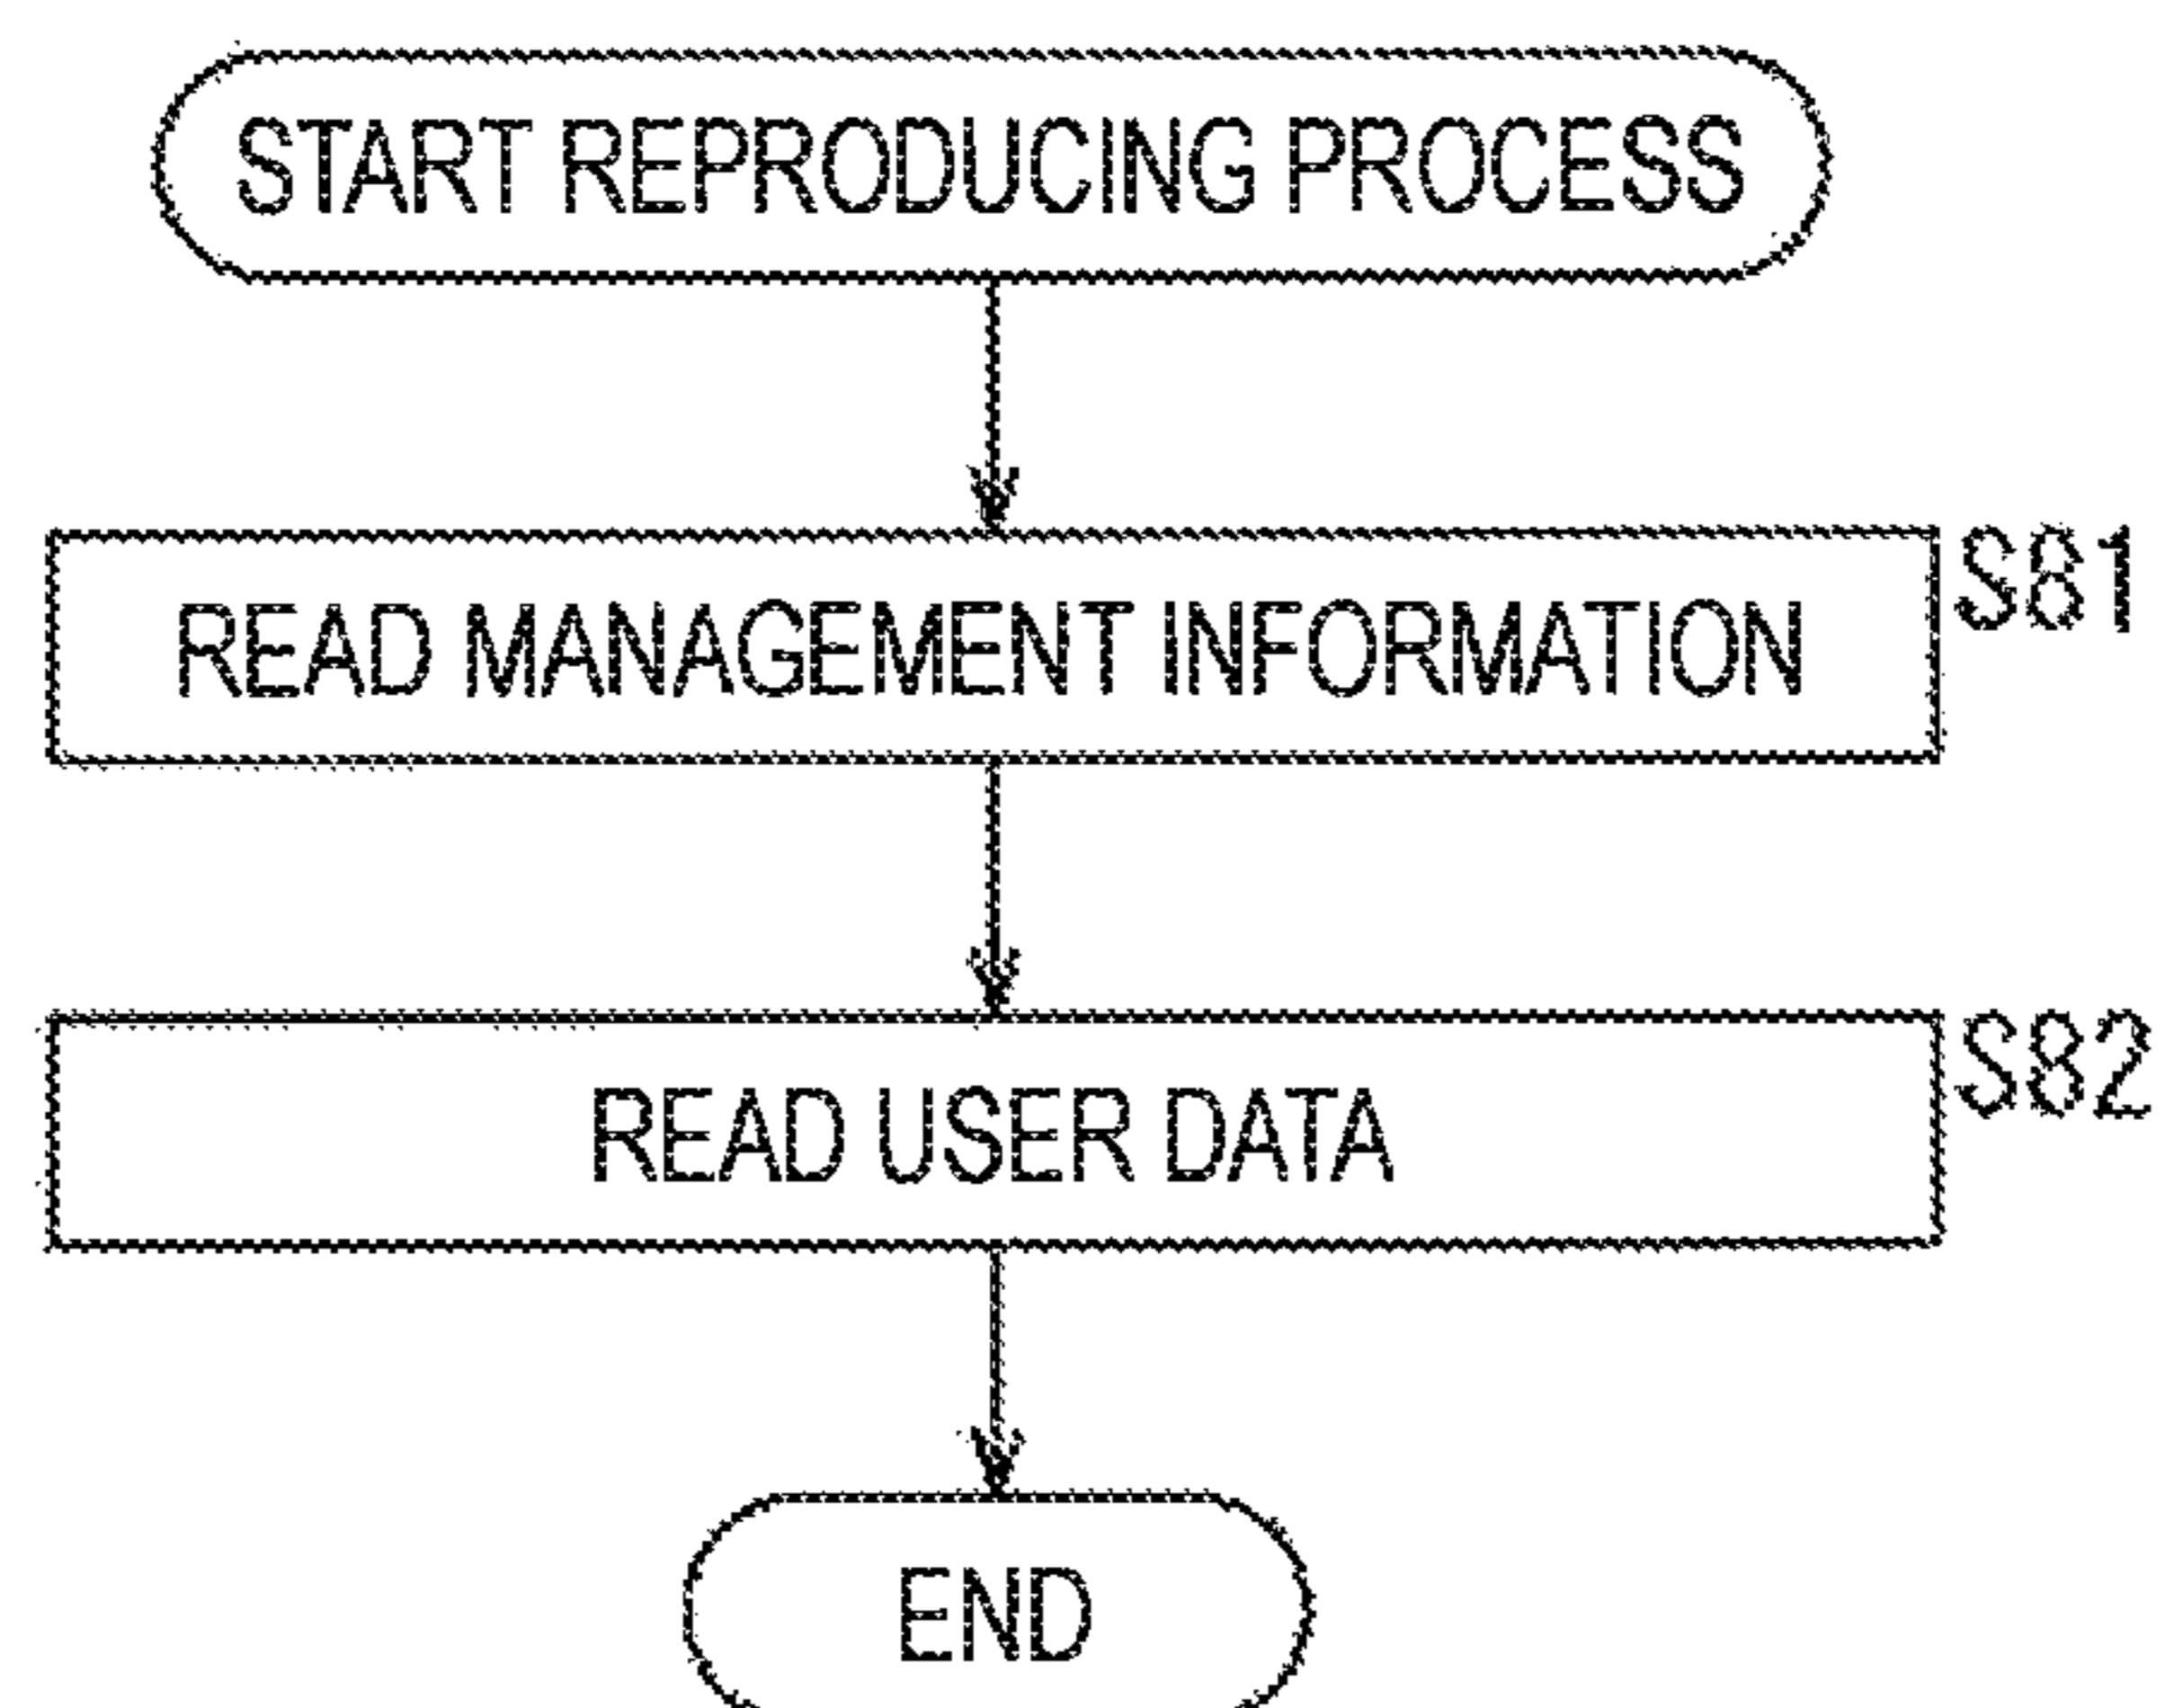 START REPRODUCING PROCESS
READ MANAGEMENT INFORMATION
S81
READ USER DATA
S82
END